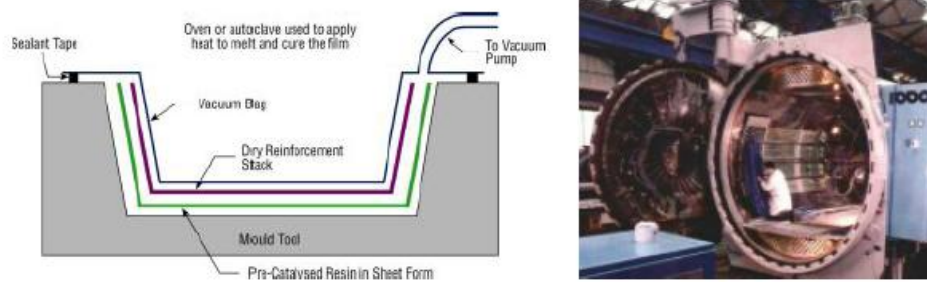 Oven or autoclave used to apply
heat to melt and cure the film
Sealant Tape
To Vacuum
Pump
Vacuum Bag
Dry Reinforcement
Stack
Mould Tool
Pre-Catalysed Resin in Sheet Form